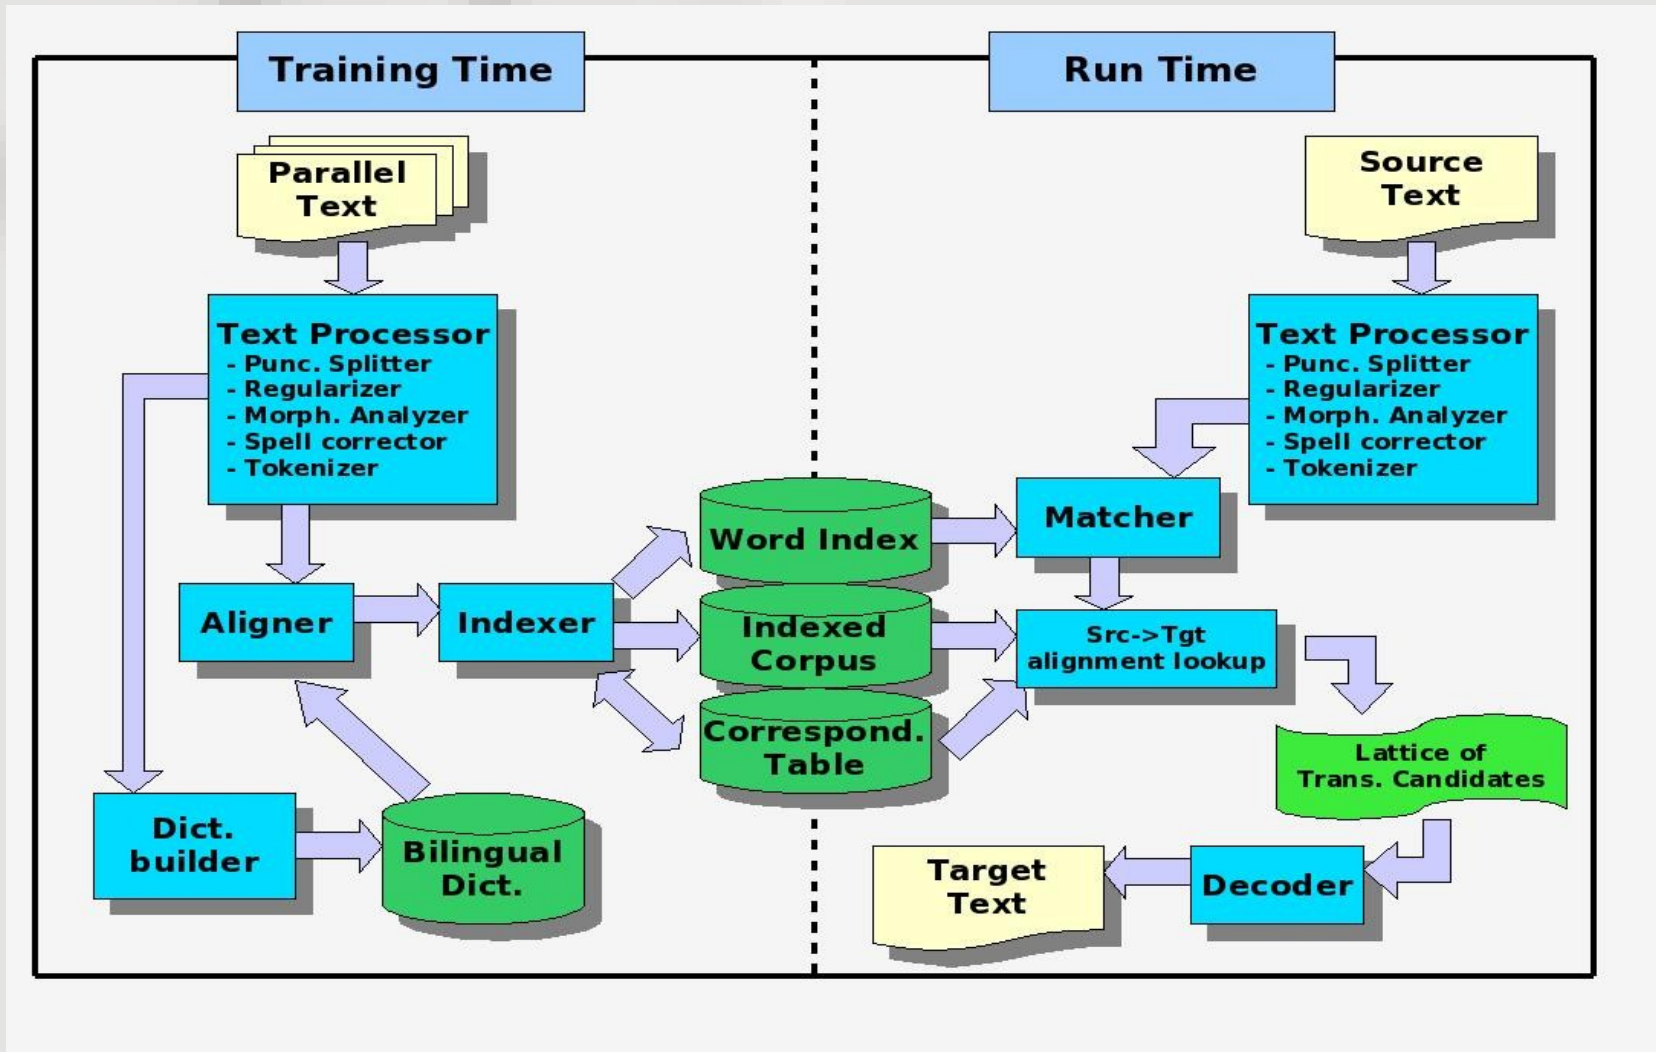 Training Time
Parallel
Text
Text Processor
- Punc. Splitter
- Regularizer
- Morph. Analyzer
- Spell corrector
- Tokenizer
Aligner
Indexer
Dict.
builder
Bilingual
Dict.
Word Index
Indexed
Corpus
Correspond.
Table
Run Time
Source
Text
Text Processor
- Punc. Splitter
- Regularizer
- Morph. Analyzer
- Spell corrector
- Tokenizer
Matcher
Src->Tgt
alignment lookup
Lattice of
Trans. Candidates
Decoder
Target
Text